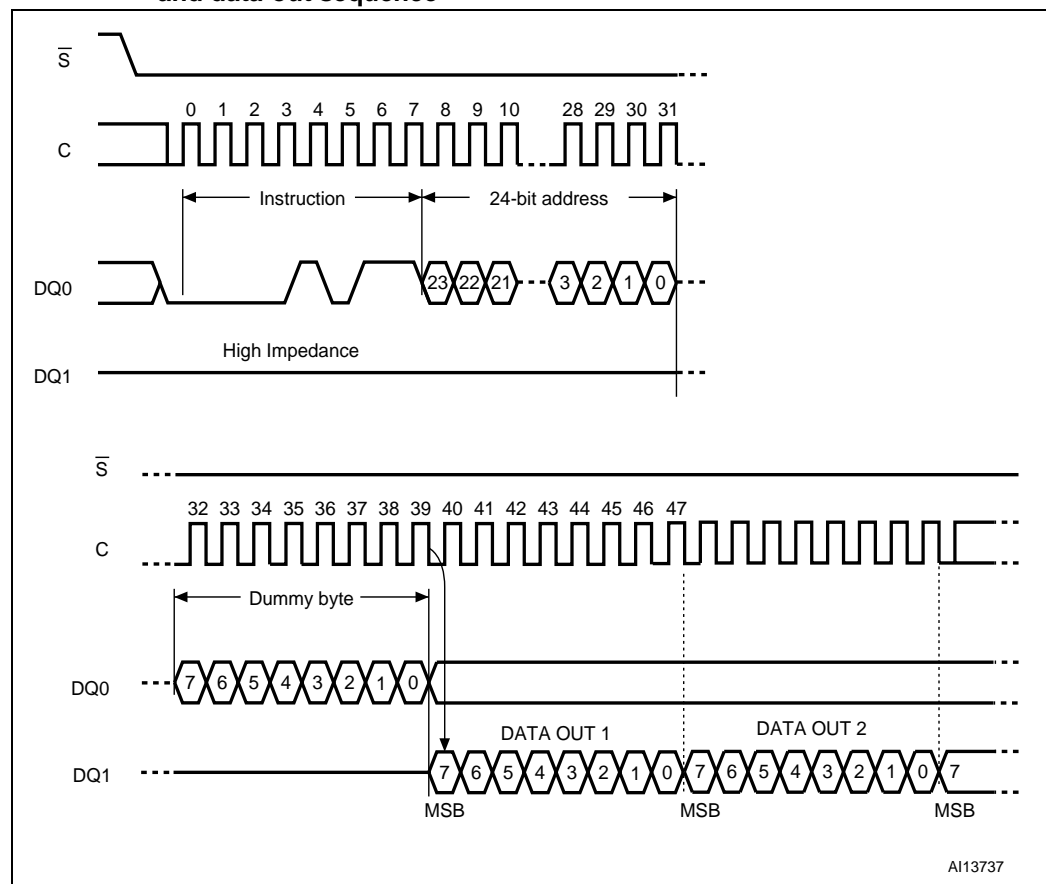 and data-out sequence
S
0 1 2 3 4 5 6 7 8 9 10 28 29 30 31
C
Instruction 24-bit address
DQ0 23 22 21 3 2 1 0
High Impedance
DQ1
S
32 33 34 35 36 37 38 39 40 41 42 43 44 45 46 47
C
Dummy byte
DQ0 7 6 5 4 3 2 1 0
DATA OUT 1 DATA OUT 2
DQ1 7 6 5 4 3 2 1 0 7 6 5 4 3 2 1 0 7
MSB MSB MSB
AI13737